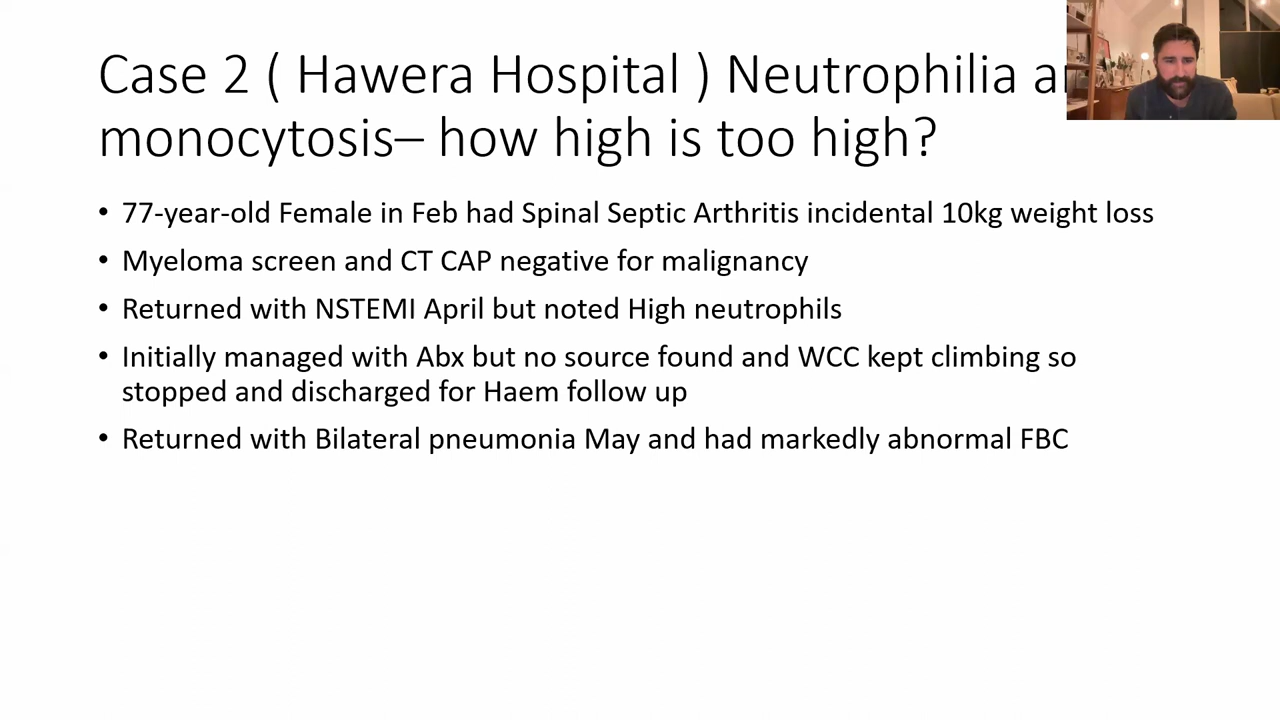 Case 2 ( Hawera Hospital ) Neutrophilia
monocytosis– how high is too high?
• 77-year-old Female in Feb had Spinal Septic Arthritis incidental 10kg weight loss
• Myeloma screen and CT CAP negative for malignancy
• Returned with NSTEMI April but noted High neutrophils
• Initially managed with Abx but no source found and WCC kept climbing so
stopped and discharged for Haem follow up
• Returned with Bilateral pneumonia May and had markedly abnormal FBC